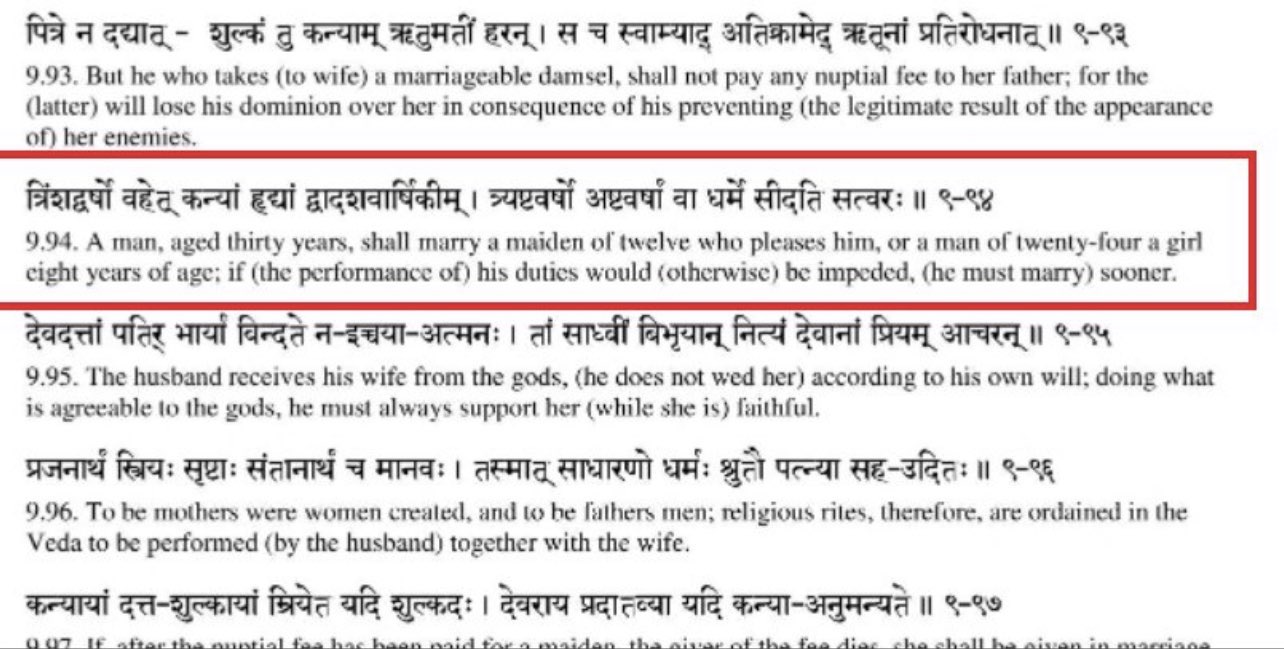 पित्रे न दद्यात् - शुल्कं तु कन्याम् ऋतुमतीं हरन् । स च स्वाम्याद् अतिक्रामेद् ऋतूनां प्रतिरोधनात् ॥ ९-९३
9.93. But he who takes (to wife) a marriageable damsel, shall not pay any nuptial fee to her father; for the
(latter) will lose his dominion over her in consequence of his preventing (the legitimate result of the appearance
of) her enemies.
त्रिंशद्वर्षो वहेत् कन्यां हृद्यां द्वादशवार्षिकीम् । त्र्यष्टवर्षो अष्टवर्षां वा धर्मे सीदति सत्वरः ॥ ९-९४
9.94. A man, aged thirty years, shall marry a maiden of twelve who pleases him, or a man of twenty-four a girl
eight years of age; if (the performance of) his duties would (otherwise) be impeded, (he must marry) sooner.
देवदत्तां पतिर् भार्यां विन्दते न-इच्चया-अत्मनः । तां साध्वीं बिभृयान् नित्यं देवानां प्रियम् आचरन् ॥ ९-९५
9.95. The husband receives his wife from the gods, (he does not wed her) according to his own will; doing what
is agreeable to the gods, he must always support her (while she is) faithful.
प्रजनार्थं स्त्रियः सृष्टाः संतानार्थं च मानवः । तस्मात् साधारणो धर्मः श्रुतौ पत्न्या सह-उदितः ॥ ९-९६
9.96. To be mothers were women created, and to be fathers men; religious rites, therefore, are ordained in the
Veda to be performed (by the husband) together with the wife.
कन्यायां दत्त-शुल्कायां म्रियेत यदि शुल्कदः । देवराय प्रदातव्या यदि कन्या-अनुमन्यते ॥ ९-९७
9.97. If, after the nuptial fee has been paid for a maiden, the giver of the fee dies, she shall be given in marriage